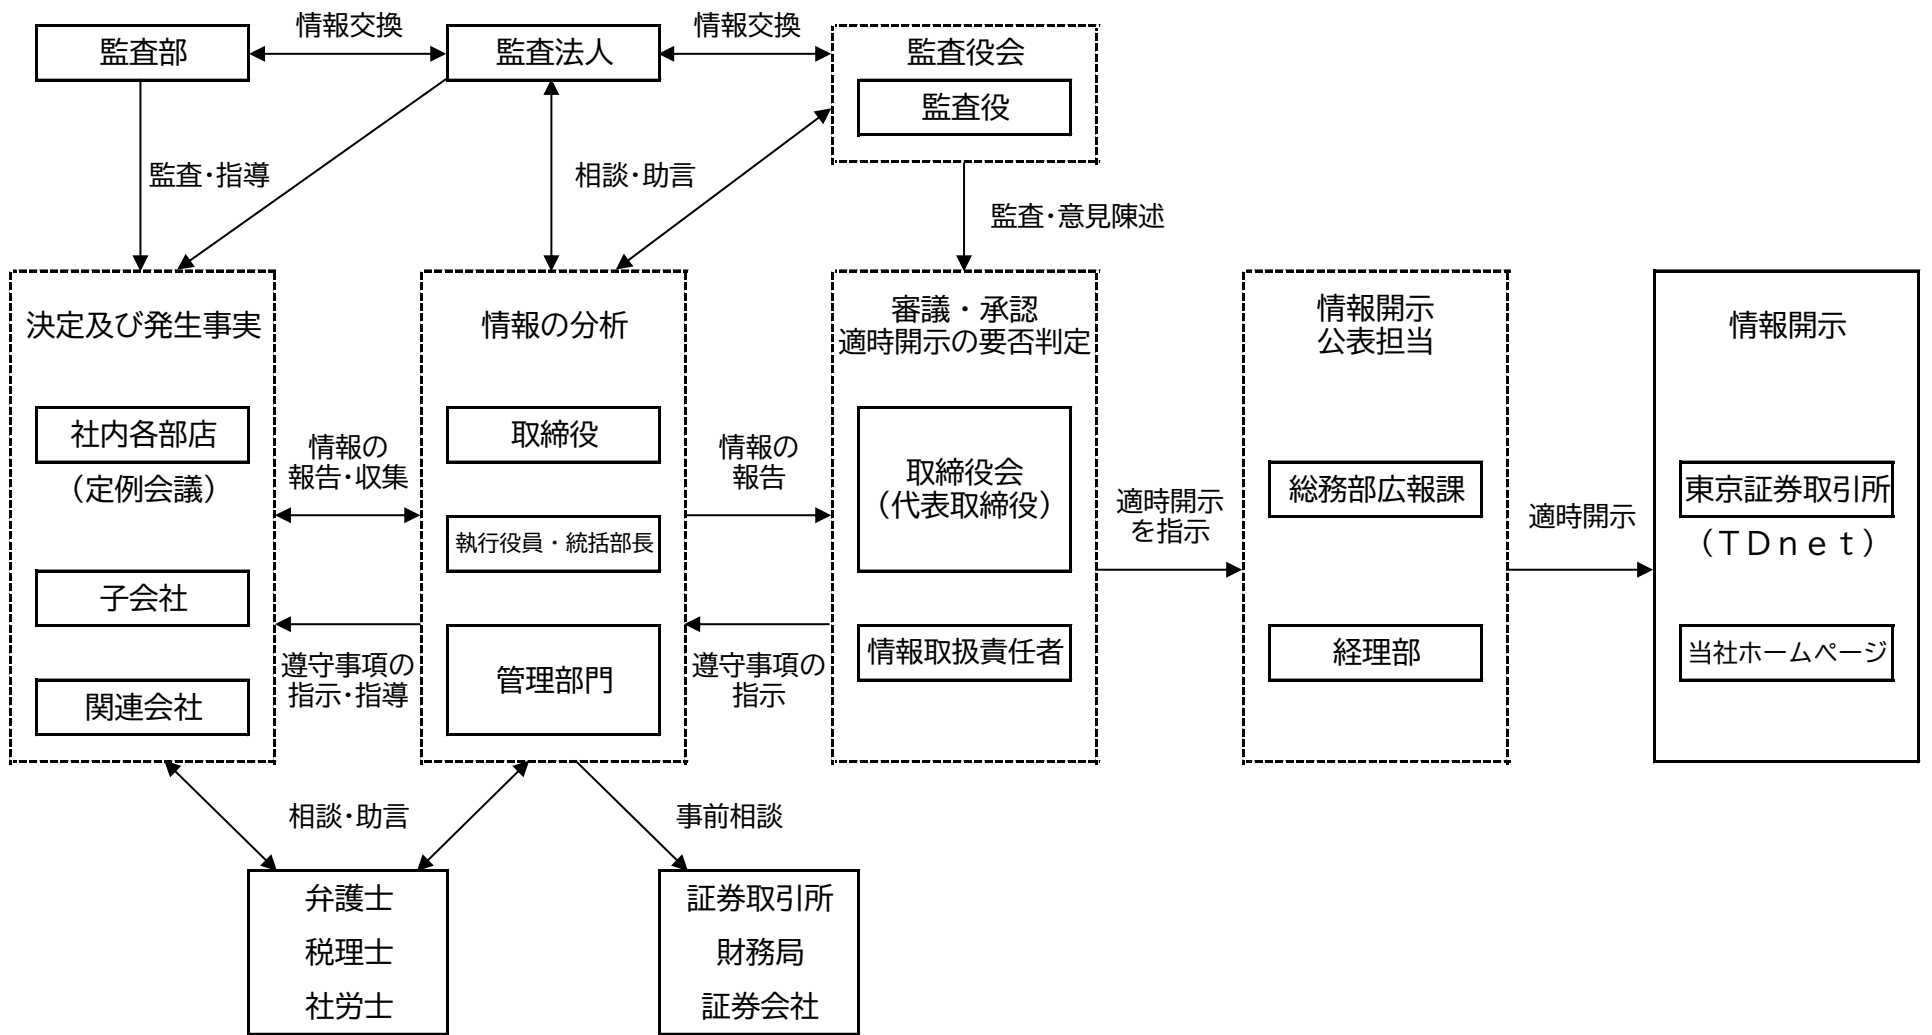 情報交換
情報交換
監査部
監査法人
監査役会
監査役
監査・指導
相談・助言
監査・意見陳述
決定及び発生事実
社内各部店
（定例会議）
子会社
関連会社
情報の
報告・収集
遵守事項の
指示・指導
情報の分析
取締役
執行役員・統括部長
管理部門
情報の
報告
遵守事項の
指示
審議・承認
適時開示の要否判定
取締役会
（代表取締役）
情報取扱責任者
適時開示
を指示
情報開示
公表担当
総務部広報課
経理部
適時開示
情報開示
東京証券取引所
（ＴＤｎｅｔ）
当社ホームページ
相談・助言
事前相談
弁護士
税理士
社労士
証券取引所
財務局
証券会社